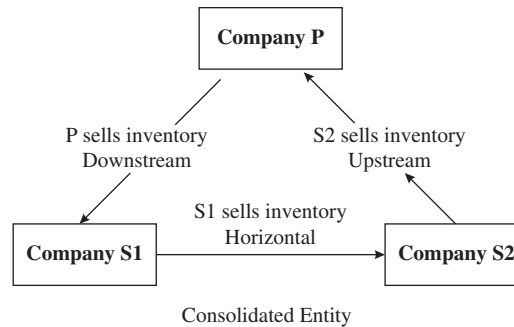 Company P
P sells inventory
Downstream
S2 sells inventory
Upstream
S1 sells inventory
Horizontal
Company S1
Company S2
Consolidated Entity